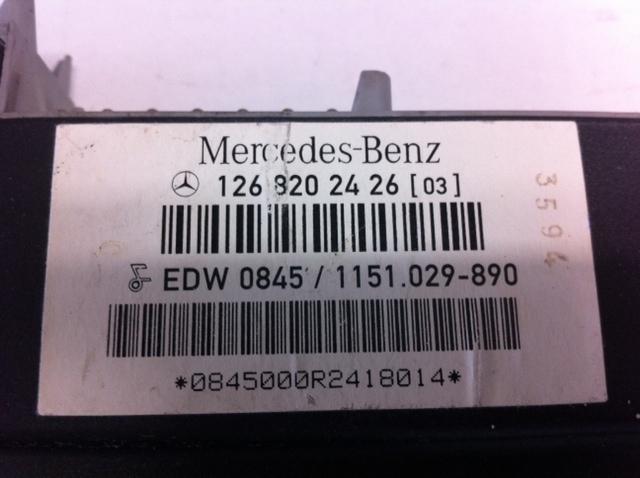 Mercedes-Benz
126 820 24 26 [03]
EDW 0845 / 1151.029-890
*0845000R2418014*
3594